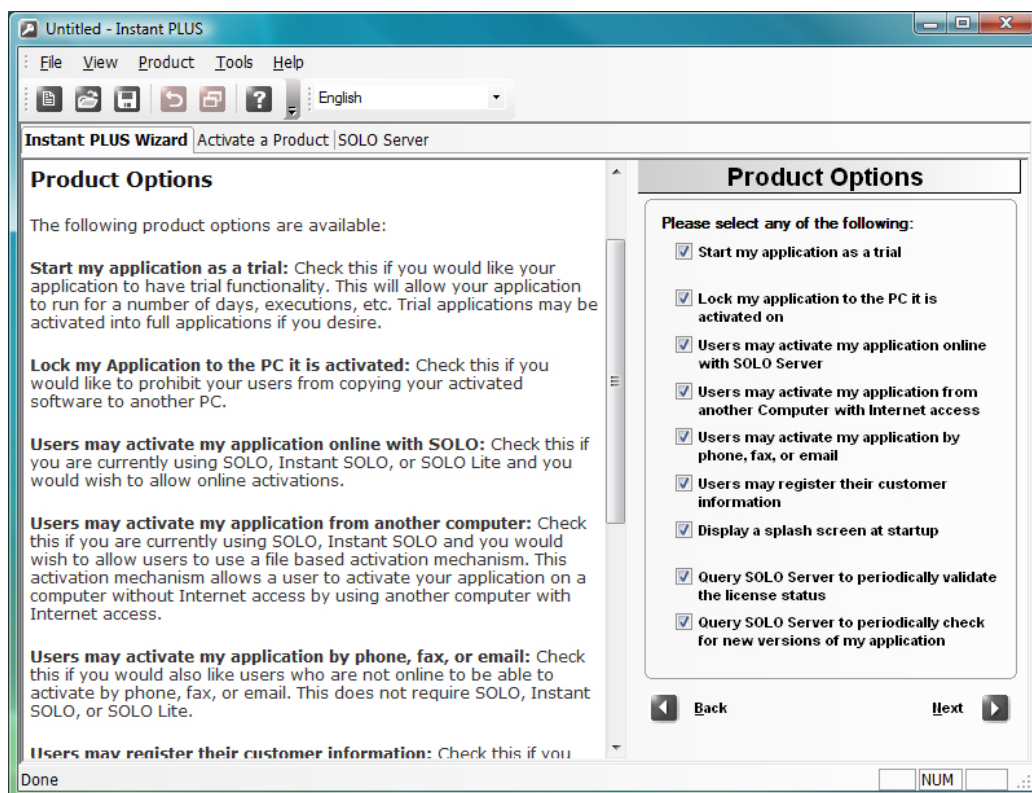 Untitled - Instant PLUS
File View Product Tools Help
English
Instant PLUS Wizard Activate a Product SOLO Server
Product Options
The following product options are available:
Start my application as a trial: Check this if you would like your
application to have trial functionality. This will allow your application
to run for a number of days, executions, etc. Trial applications may be
activated into full applications if you desire.
Lock my Application to the PC it is activated: Check this if you
would like to prohibit your users from copying your activated
software to another PC.
Users may activate my application online with SOLO: Check this if
you are currently using SOLO, Instant SOLO, or SOLO Lite and you
would wish to allow online activations.
Users may activate my application from another computer: Check
this if you are currently using SOLO, Instant SOLO and you would
wish to allow users to use a file based activation mechanism. This
activation mechanism allows a user to activate your application on a
computer without Internet access by using another computer with
Internet access.
Users may activate my application by phone, fax, or email: Check
this if you would also like users who are not online to be able to
activate by phone, fax, or email. This does not require SOLO, Instant
SOLO, or SOLO Lite.
Users may register their customer information: Check this if you
Product Options
Please select any of the following:
Start my application as a trial
Lock my application to the PC it is
activated on
Users may activate my application online
with SOLO Server
Users may activate my application from
another Computer with Internet access
Users may activate my application by
phone, fax, or email
Users may register their customer
information
Display a splash screen at startup
Query SOLO Server to periodically validate
the license status
Query SOLO Server to periodically check
for new versions of my application
Back Next
Done NUM